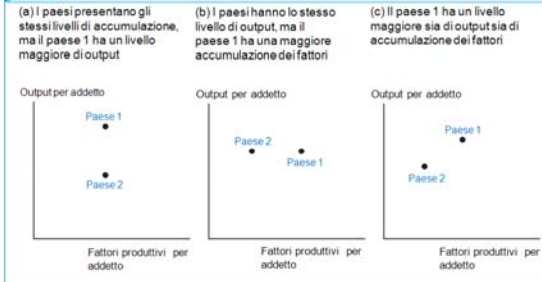 (a) I paesi presentano gli
stessi livelli di accumulazione,
ma il paese 1 ha un livello
maggiore di output
(b) I paesi hanno lo stesso
livello di output, ma il
paese 1 ha una maggiore
accumulazione dei fattori
(c) Il paese 1 ha un livello
maggiore sia di output sia di
accumulazione dei fattori
Output per addetto
Paese 1
Paese 2
Fattori produttivi per
addetto
Output per addetto
Paese 2
Paese 1
Fattori produttivi per
addetto
Output per addetto
Paese 1
Paese 2
Fattori produttivi per
addetto